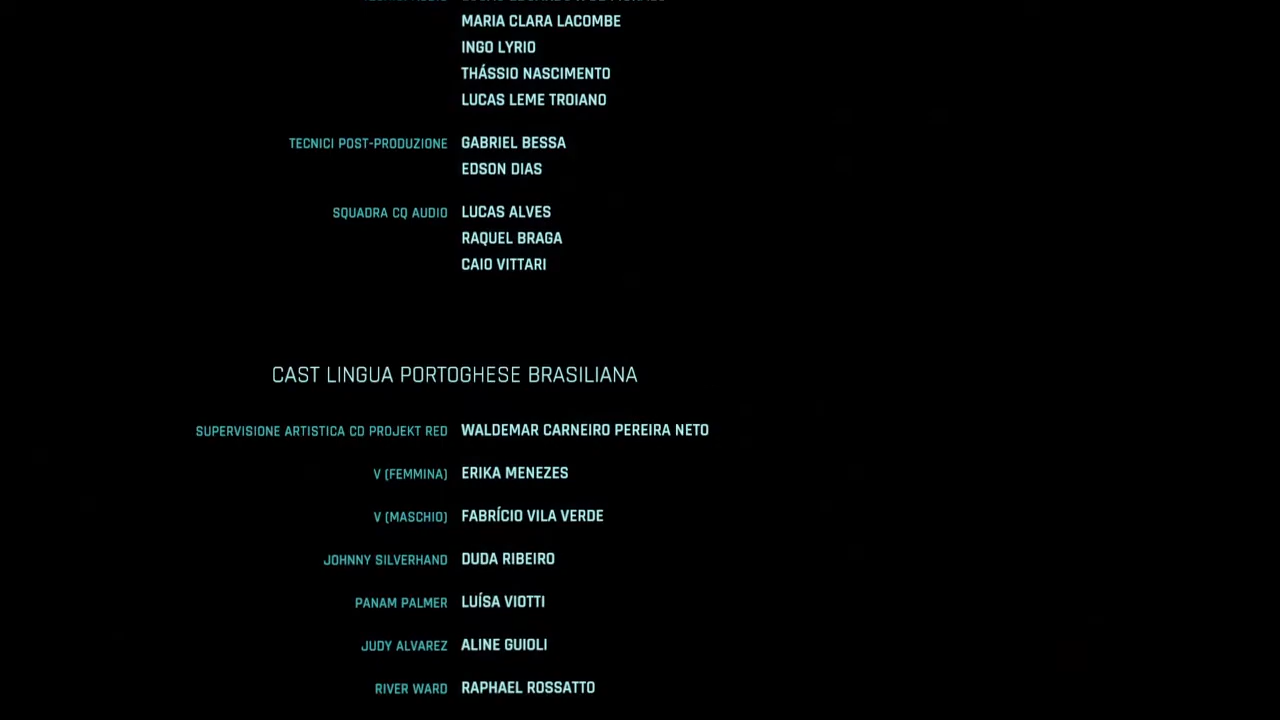 MARIA CLARA LACOMBE
INGO LYRIO
THÁSSIO NASCIMENTO
LUCAS LEME TROIANO
TECNICI POST-PRODUZIONE GABRIEL BESSA
EDSON DIAS
SQUADRA CQ AUDIO LUCAS ALVES
RAQUEL BRAGA
CAIO VITTARI
CAST LINGUA PORTOGHESE BRASILIANA
SUPERVISIONE ARTISTICA CD PROJEKT RED WALDEMAR CARNEIRO PEREIRA NETO
V (FEMMINA) ERIKA MENEZES
V (MASCHIO) FABRÍCIO VILA VERDE
JOHNNY SILVERHAND DUDA RIBEIRO
PANAM PALMER LUÍSA VIOTTI
JUDY ALVAREZ ALINE GUIOLI
RIVER WARD RAPHAEL ROSSATTO